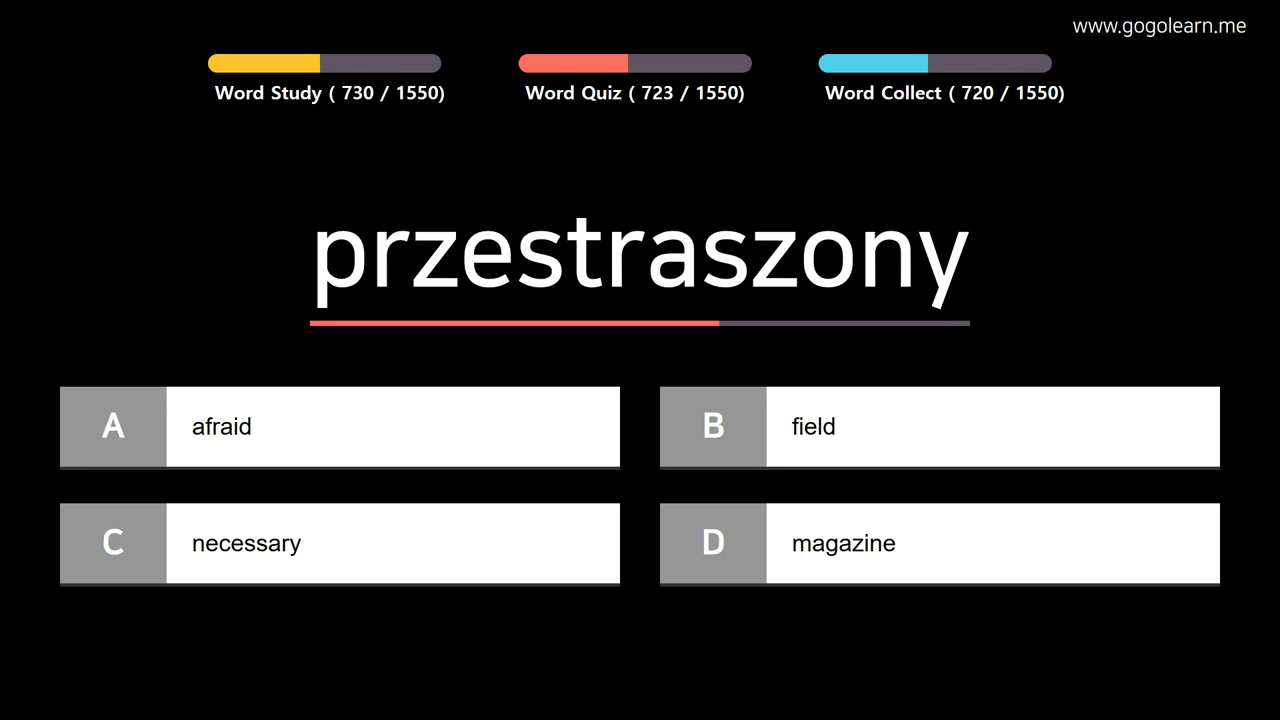 www.gogolearn.me
Word Study ( 730 / 1550)
Word Quiz ( 723 / 1550)
Word Collect ( 720 / 1550)
przestraszony
A afraid
B field
C necessary
D magazine